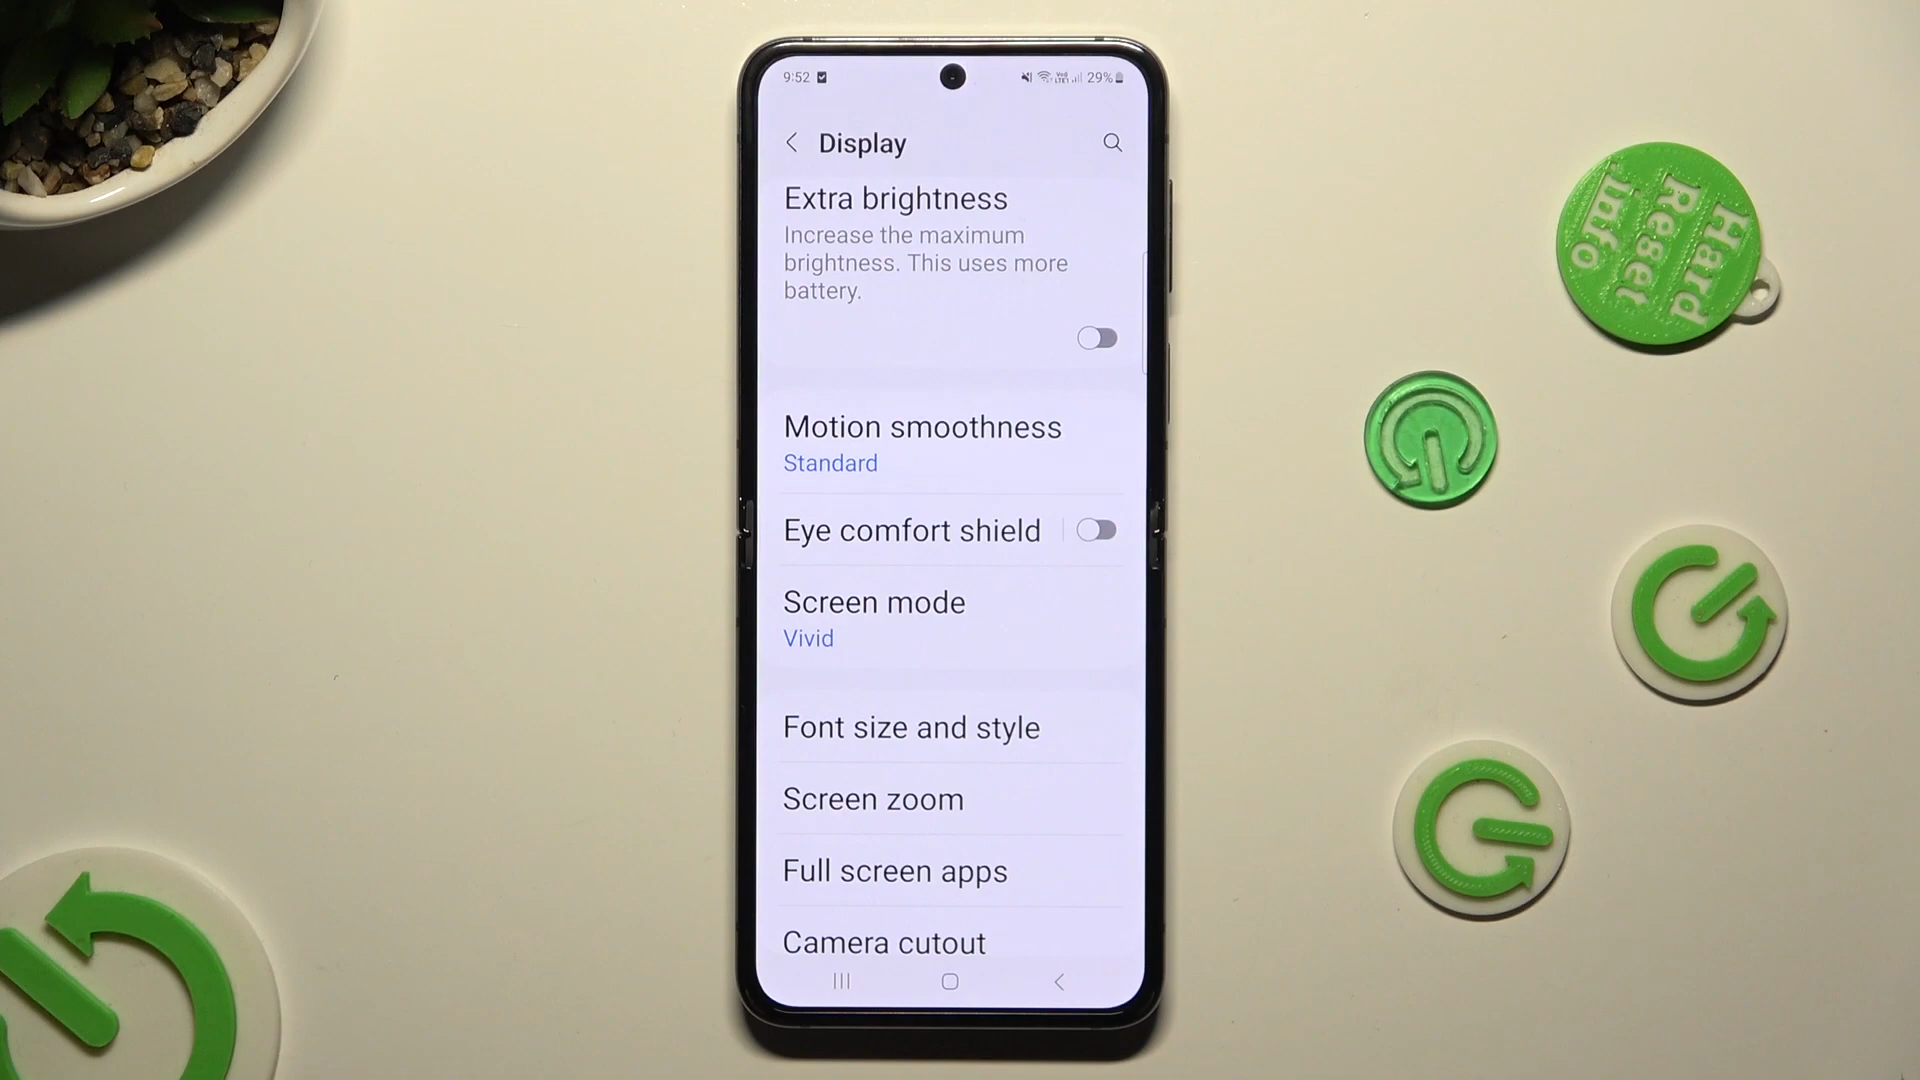 9:52
VoLTE1 29%
Display
Extra brightness
Increase the maximum
brightness. This uses more
battery.
Motion smoothness
Standard
Eye comfort shield
Screen mode
Vivid
Font size and style
Screen zoom
Full screen apps
Camera cutout
Hard
Reset
info